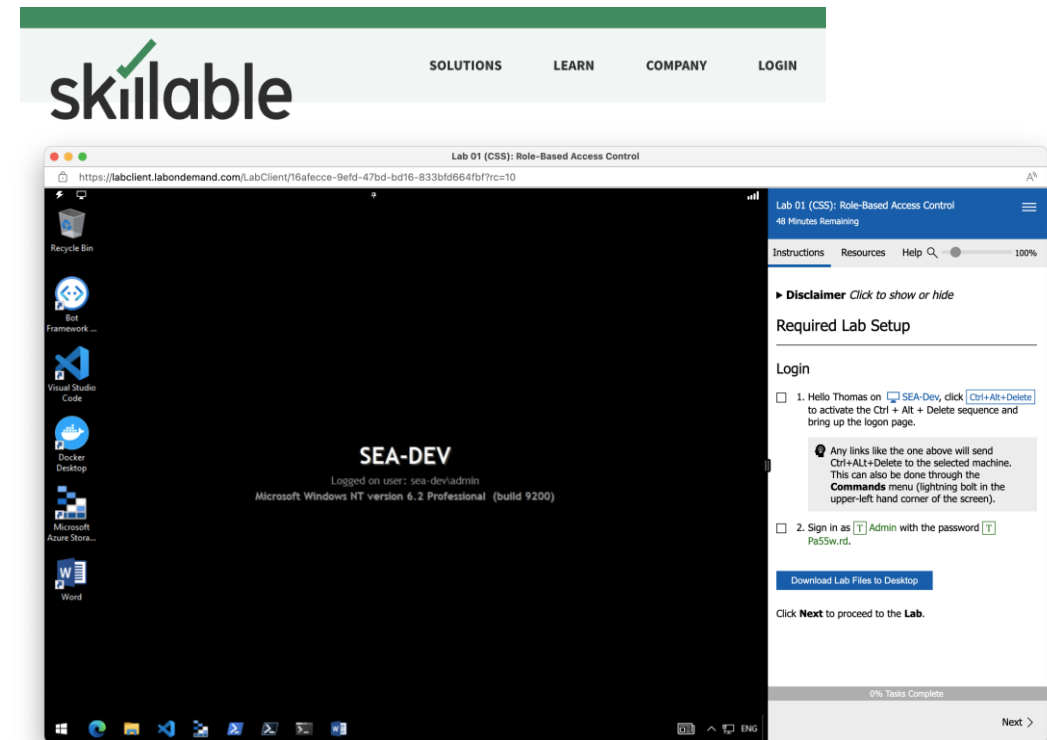 skillable
SOLUTIONS LEARN COMPANY LOGIN
Lab 01 (CSS): Role-Based Access Control
https://labclient.labondemand.com/LabClient/16afecce-9efd-47bd-bd16-833bfd664fbf?rc=10
Recycle Bin
Bot
Framework ...
Visual Studio
Code
Docker
Desktop
Microsoft
Azure Stora...
Word
SEA-DEV
Logged on user: sea-dev\admin
Microsoft Windows NT version 6.2 Professional (build 9200)
ENG
Lab 01 (CSS): Role-Based Access Control
48 Minutes Remaining
Instructions Resources Help 100%
Disclaimer Click to show or hide
Required Lab Setup
Login
1. Hello Thomas on SEA-Dev, click Ctrl+Alt+Delete
to activate the Ctrl + Alt + Delete sequence and
bring up the logon page.
Any links like the one above will send
Ctrl+ALt+Delete to the selected machine.
This can also be done through the
Commands menu (lightning bolt in the
upper-left hand corner of the screen).
2. Sign in as T Admin with the password T
Pa55w.rd.
Download Lab Files to Desktop
Click Next to proceed to the Lab.
0% Tasks Complete
Next >